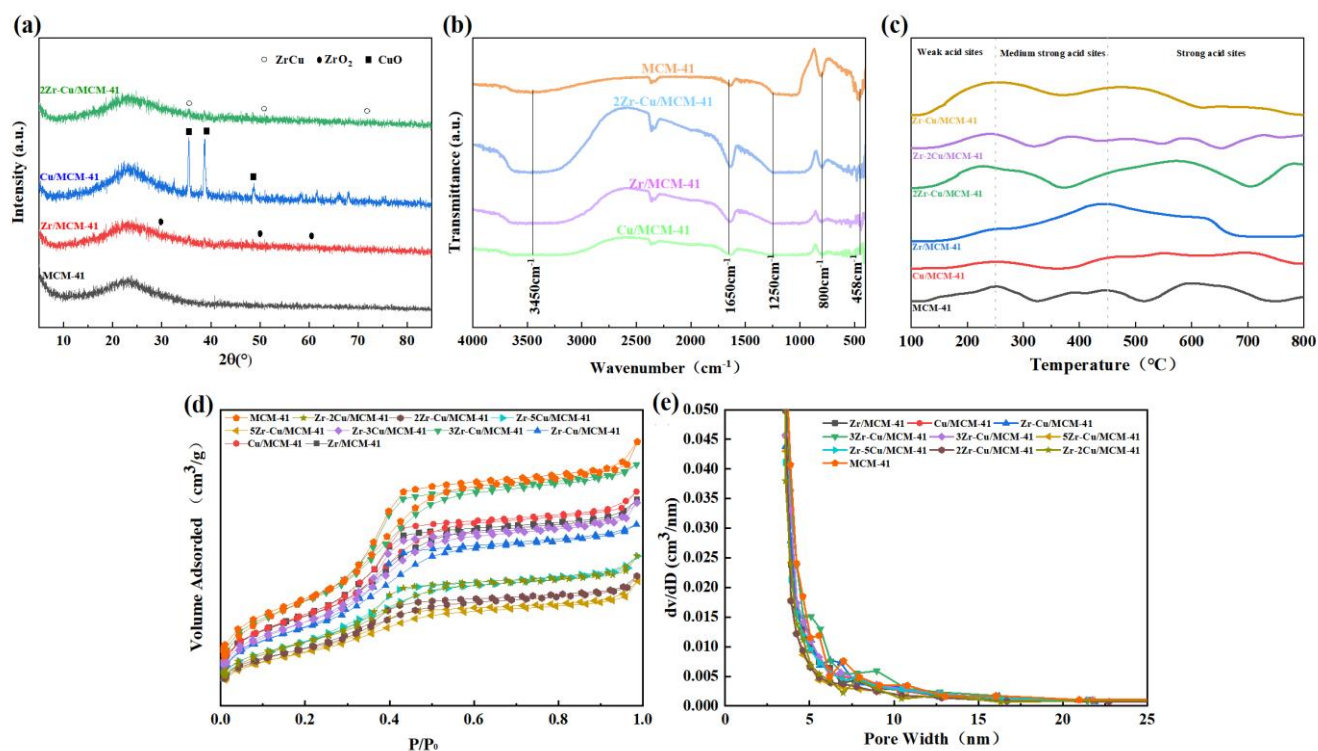 (a)
○ ZrCu ● ZrO2 ■ CuO
2Zr-Cu/MCM-41
Cu/MCM-41
Zr/MCM-41
MCM-41
Intensity (a.u.)
10 20 30 40 50 60 70 80
2θ(°)
(b)
MCM-41
2Zr-Cu/MCM-41
Zr/MCM-41
Cu/MCM-41
3450cm-1
1650cm-1
1250cm-1
800cm-1
458cm-1
Transmittance (a.u.)
4000 3500 3000 2500 2000 1500 1000 500
Wavenumber (cm-1)
(c)
Weak acid sites Medium strong acid sites Strong acid sites
Zr-Cu/MCM-41
Zr-2Cu/MCM-41
2Zr-Cu/MCM-41
Zr/MCM-41
Cu/MCM-41
MCM-41
100 200 300 400 500 600 700 800
Temperature（°C）
(d)
MCM-41 Zr-2Cu/MCM-41 2Zr-Cu/MCM-41 Zr-5Cu/MCM-41
5Zr-Cu/MCM-41 Zr-3Cu/MCM-41 3Zr-Cu/MCM-41 Zr-Cu/MCM-41
Cu/MCM-41 Zr/MCM-41
Volume Adsorbed （cm3/g）
0.0 0.2 0.4 0.6 0.8 1.0
P/P0
(e)
Zr/MCM-41 Cu/MCM-41 Zr-Cu/MCM-41
3Zr-Cu/MCM-41 3Zr-Cu/MCM-41 5Zr-Cu/MCM-41
Zr-5Cu/MCM-41 2Zr-Cu/MCM-41 Zr-2Cu/MCM-41
MCM-41
dv/dD (cm3/nm)
0.050
0.045
0.040
0.035
0.030
0.025
0.020
0.015
0.010
0.005
0.000
0 5 10 15 20 25
Pore Width（nm）